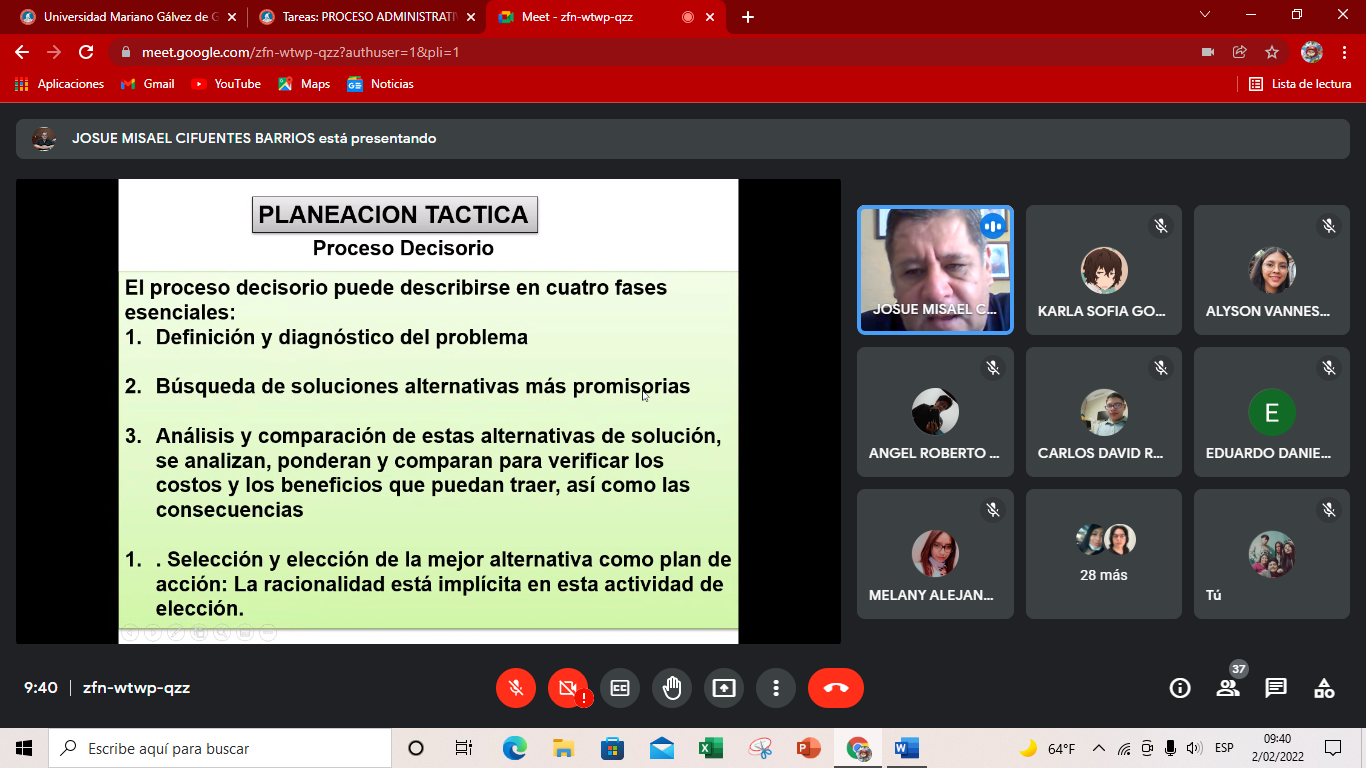 Universidad Mariano Gálvez de G
Tareas: PROCESO ADMINISTRATIV
Meet - zfn-wtwp-qzz
meet.google.com/zfn-wtwp-qzz?authuser=1&pli=1
Aplicaciones
Gmail
YouTube
Maps
Noticias
Lista de lectura
JOSUE MISAEL CIFUENTES BARRIOS está presentando
PLANEACION TACTICA
Proceso Decisorio
El proceso decisorio puede describirse en cuatro fases
esenciales:
1. Definición y diagnóstico del problema
2. Búsqueda de soluciones alternativas más promisorias
3. Análisis y comparación de estas alternativas de solución,
se analizan, ponderan y comparan para verificar los
costos y los beneficios que puedan traer, así como las
consecuencias
1. . Selección y elección de la mejor alternativa como plan de
acción: La racionalidad está implícita en esta actividad de
elección.
JOSUE MISAEL C...
KARLA SOFIA GO...
ALYSON VANNES...
ANGEL ROBERTO ...
CARLOS DAVID R...
E
EDUARDO DANIE...
MELANY ALEJAN...
28 más
Tú
9:40 | zfn-wtwp-qzz
37
Escribe aquí para buscar
64°F
ESP
09:40
2/02/2022